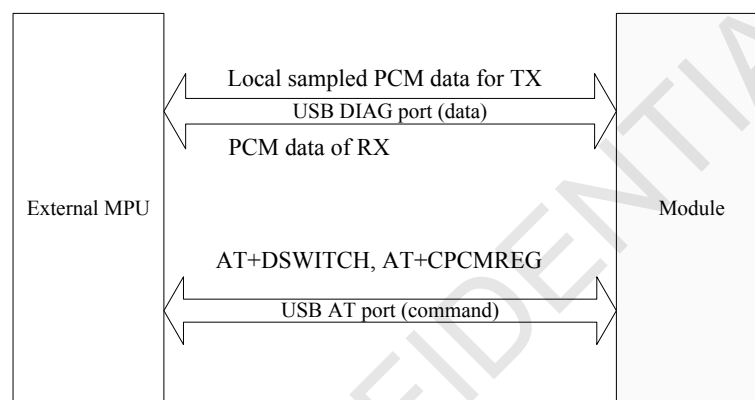 Local sampled PCM data for TX
USB DIAG port (data)
PCM data of RX
External MPU
Module
AT+DSWITCH, AT+CPCMREG
USB AT port (command)